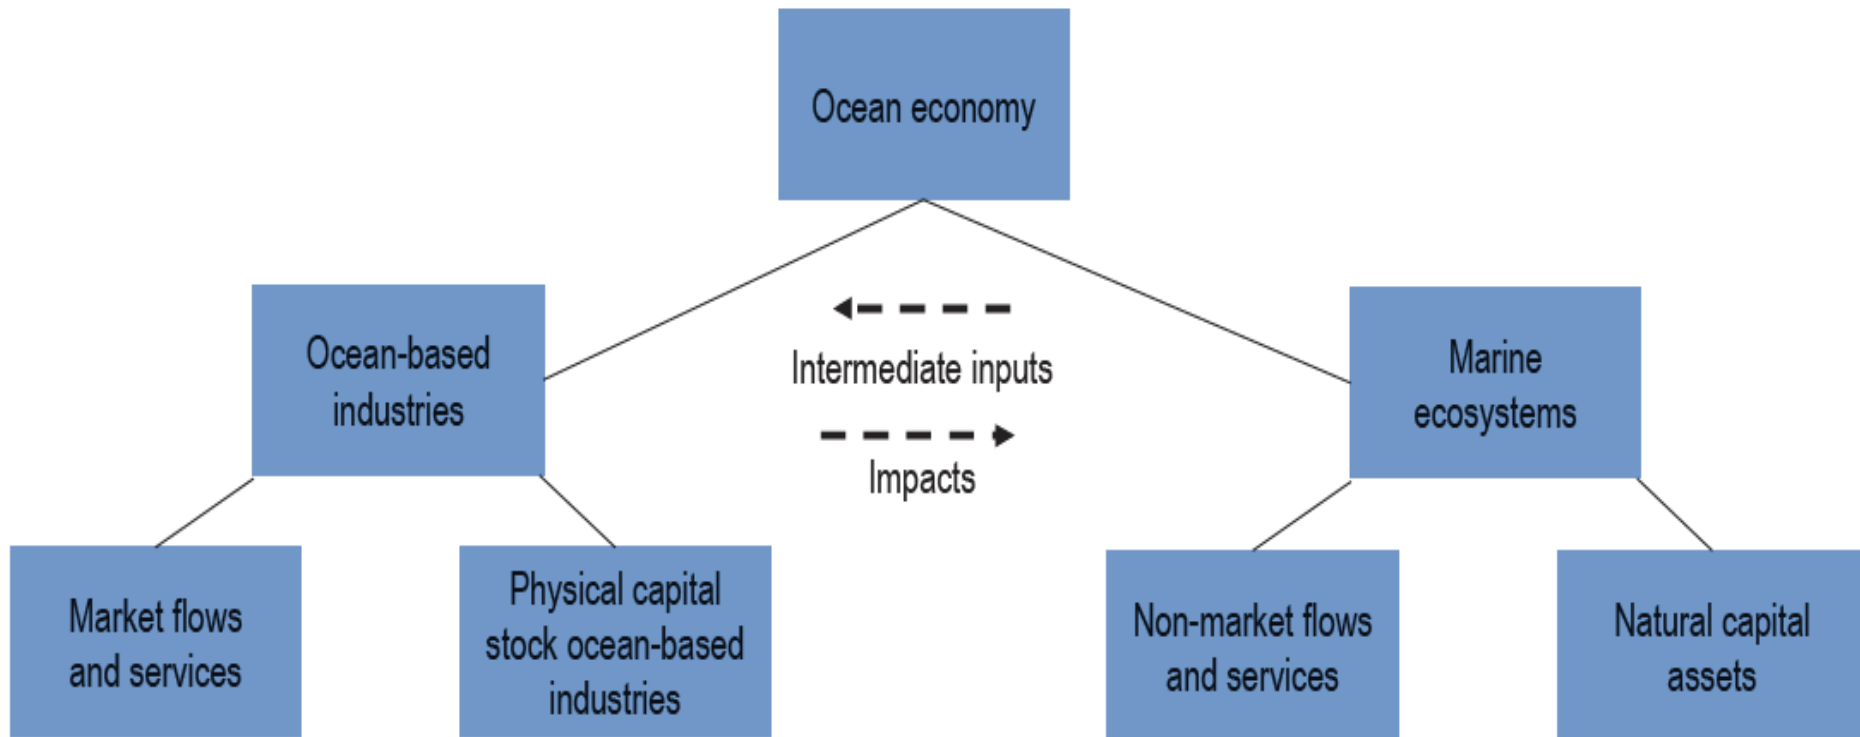 Ocean economy
Ocean-based
industries
Intermediate inputs
Impacts
Marine
ecosystems
Market flows
and services
Physical capital
stock ocean-based
industries
Non-market flows
and services
Natural capital
assets